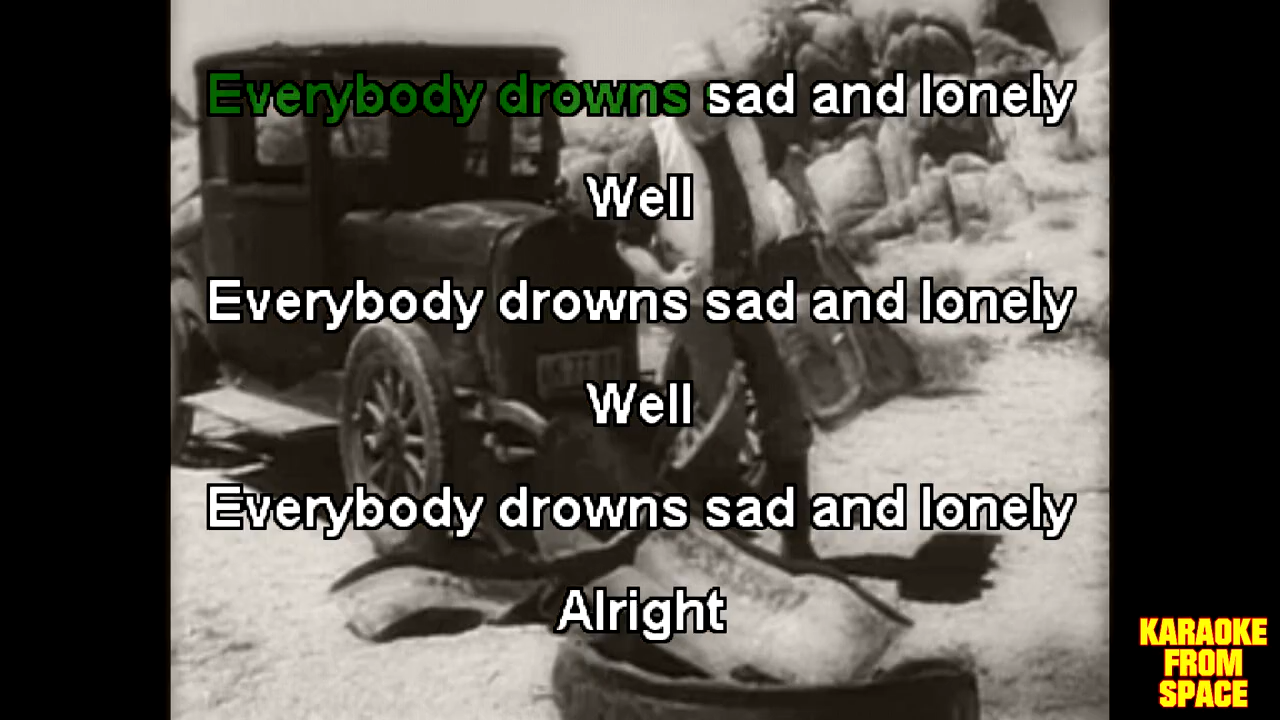 Everybody drowns sad and lonely
Well
Everybody drowns sad and lonely
Well
Everybody drowns sad and lonely
Alright
KARAOKE
FROM
SPACE